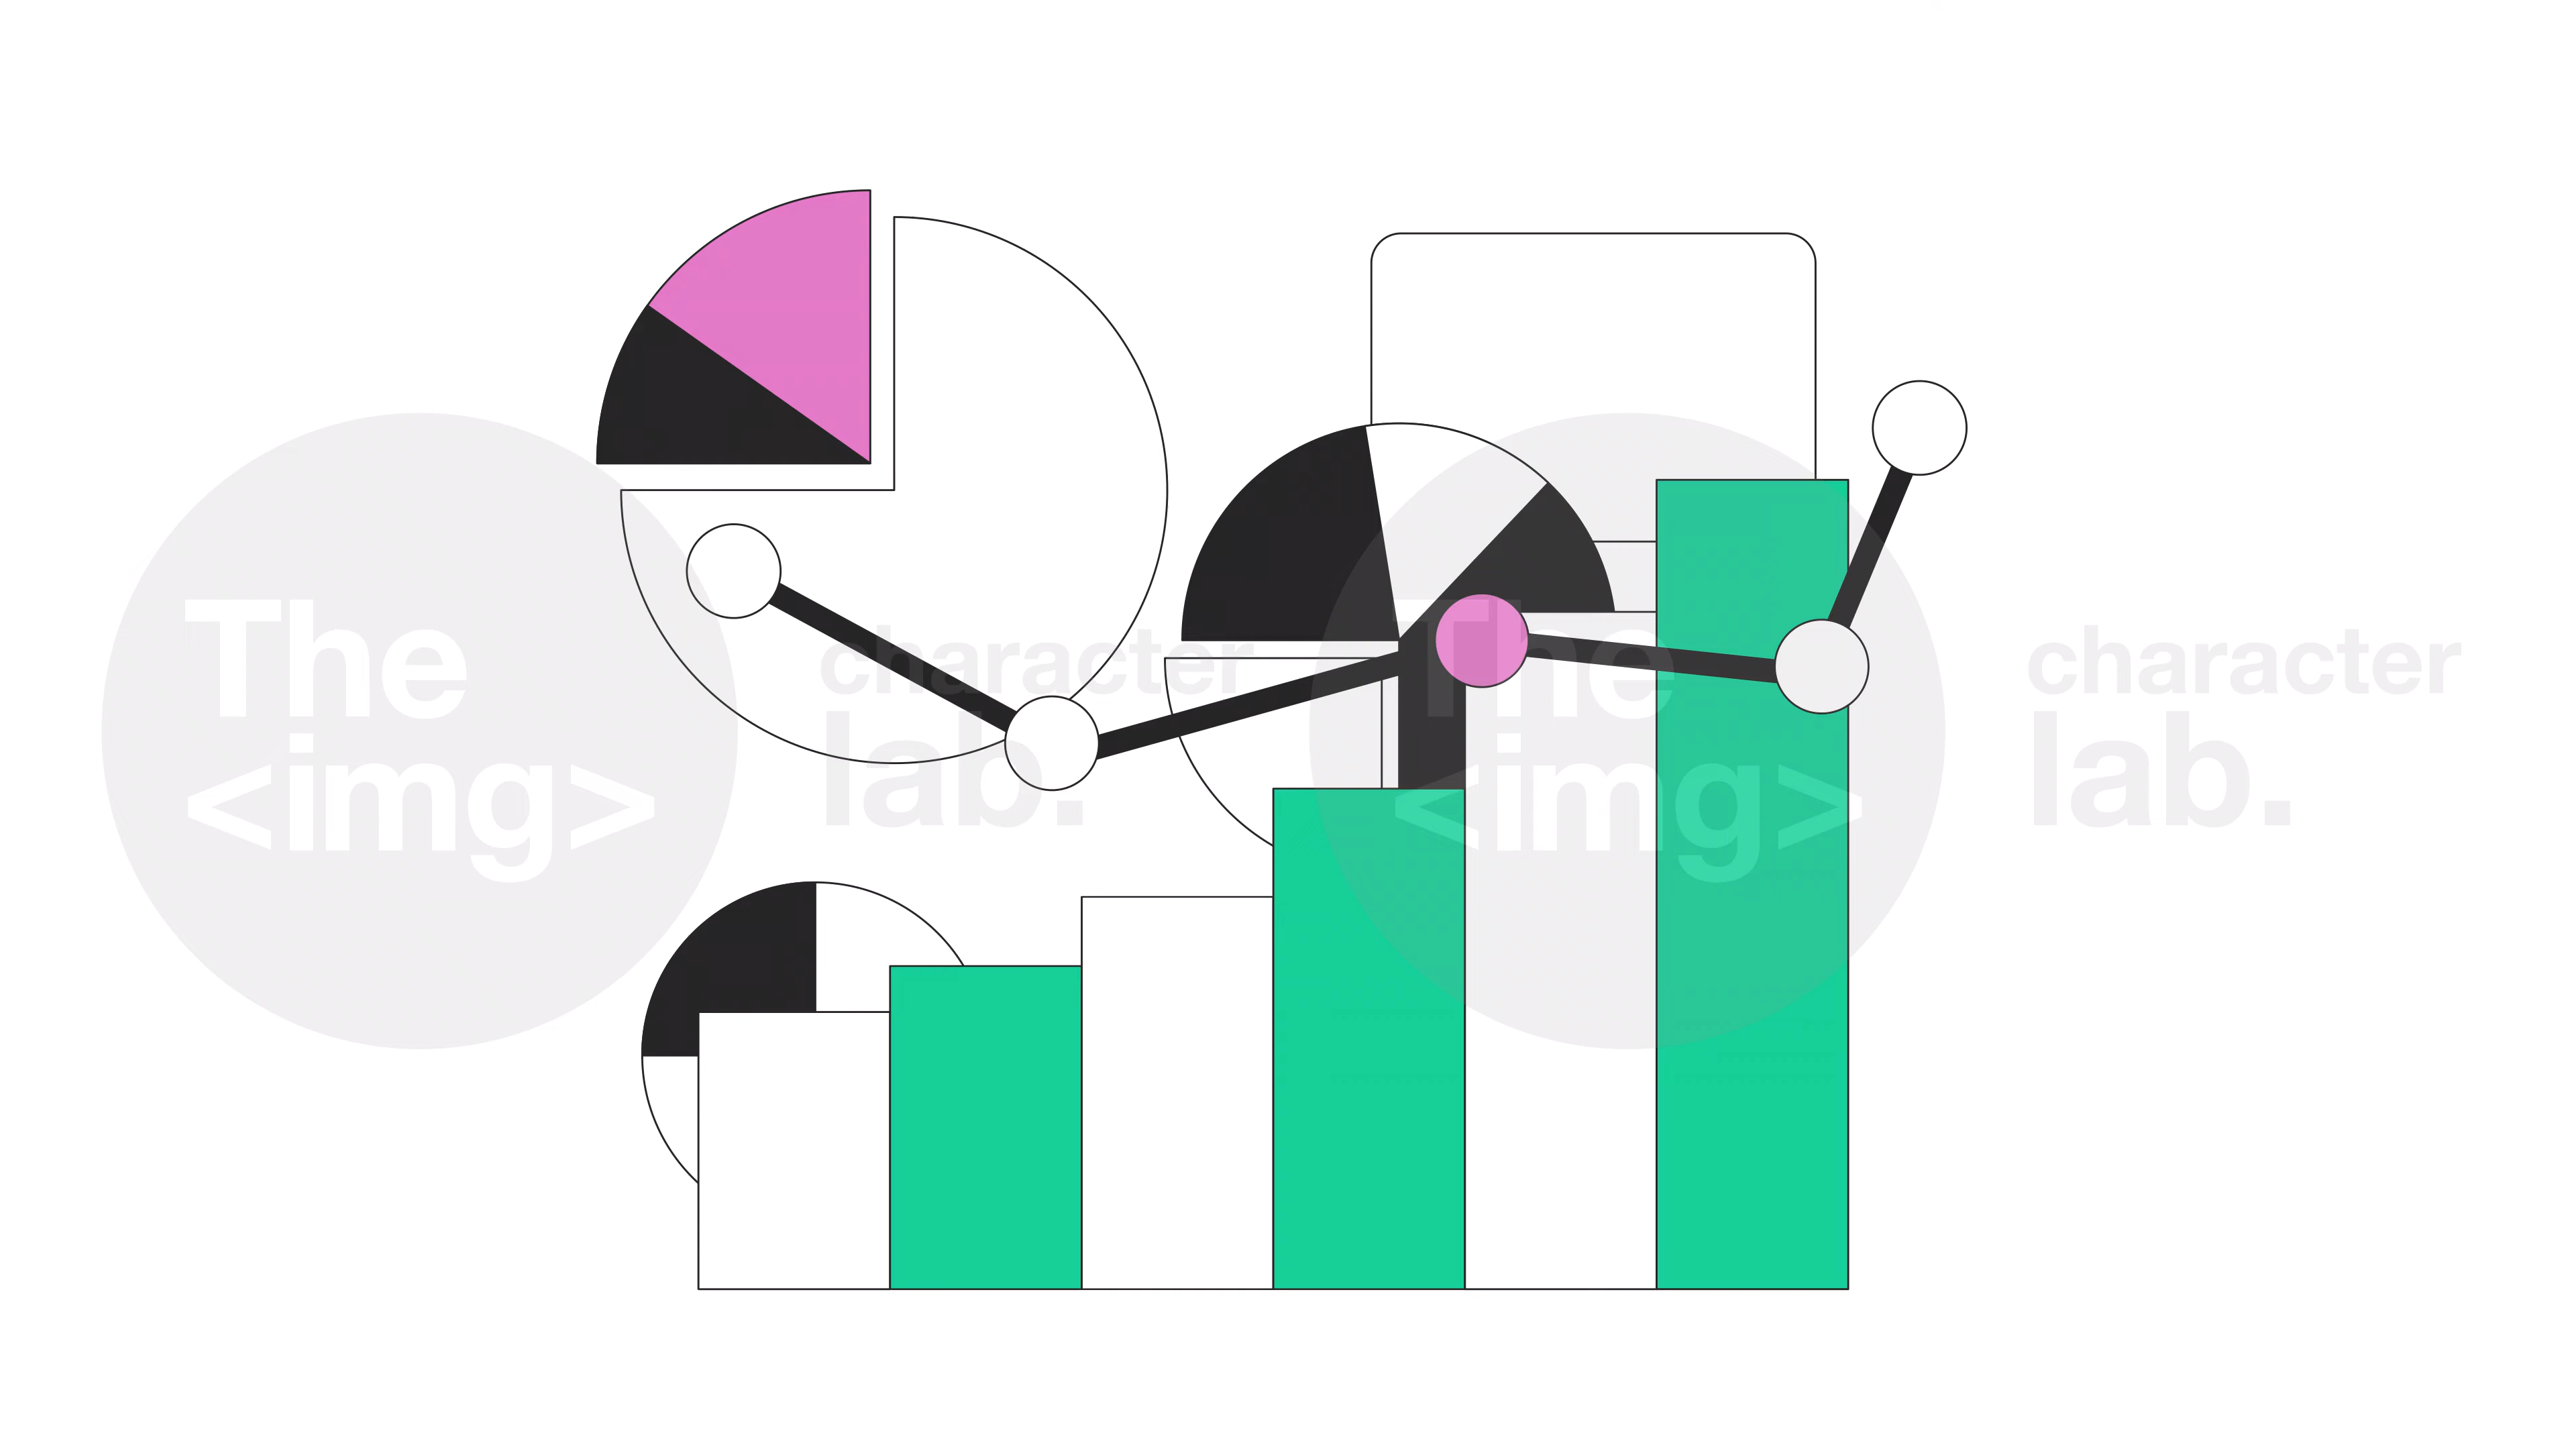 The
<img>
character
lab.
The
<img>
character
lab.